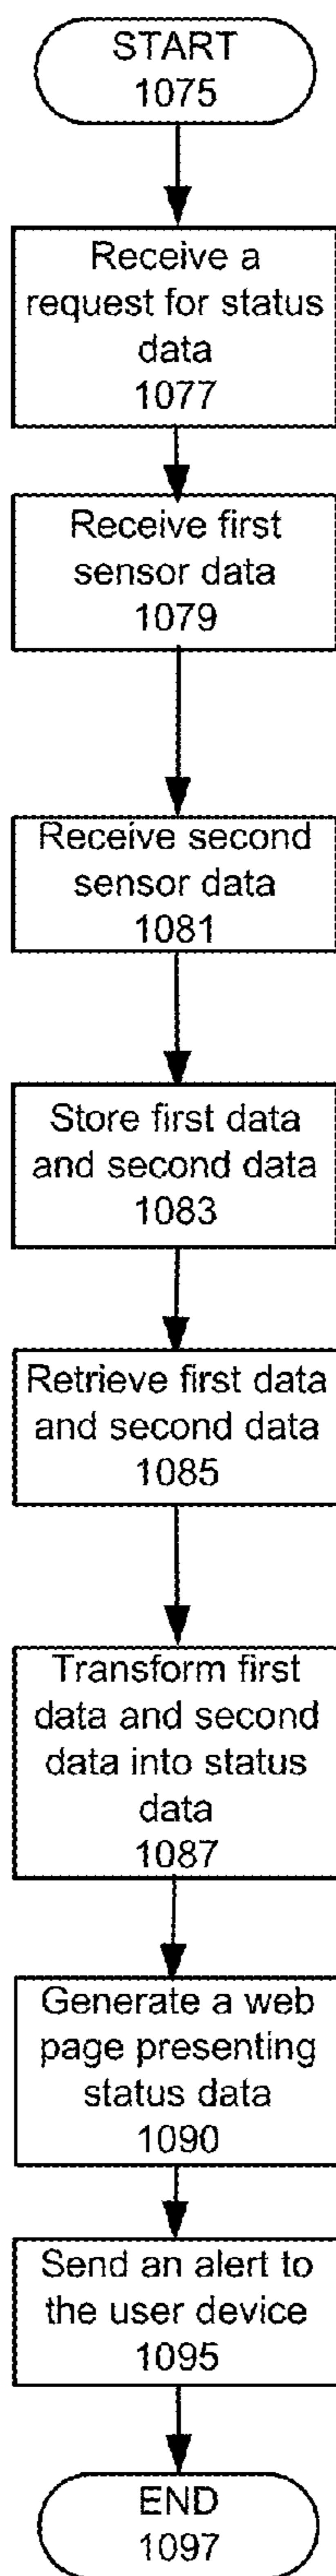 START
1075
Receive a
request for status
data
1077
Receive first
sensor data
1079
Receive second
sensor data
1081
Store first data
and second data
1083
Retrieve first data
and second data
1085
Transform first
data and second
data into status
data
1087
Generate a web
page presenting
status data
1090
Send an alert to
the user device
1095
END
1097